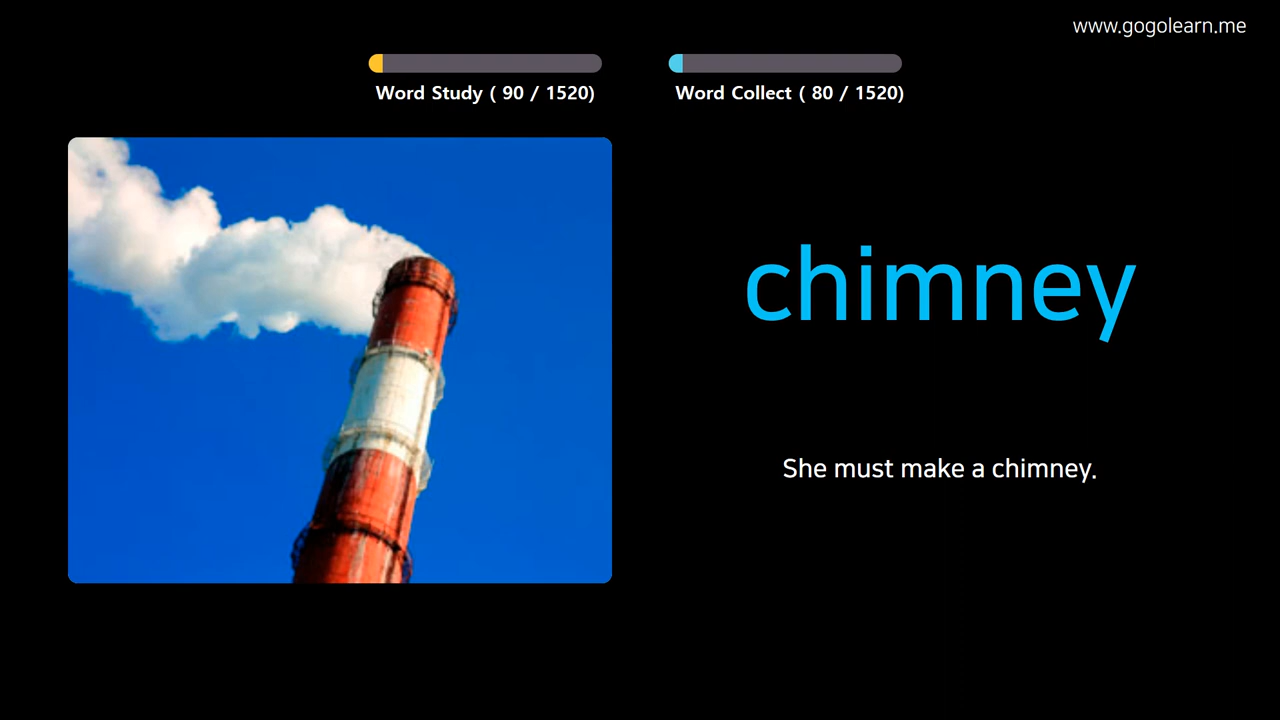 www.gogolearn.me
Word Study ( 90 / 1520)
Word Collect ( 80 / 1520)
chimney
She must make a chimney.